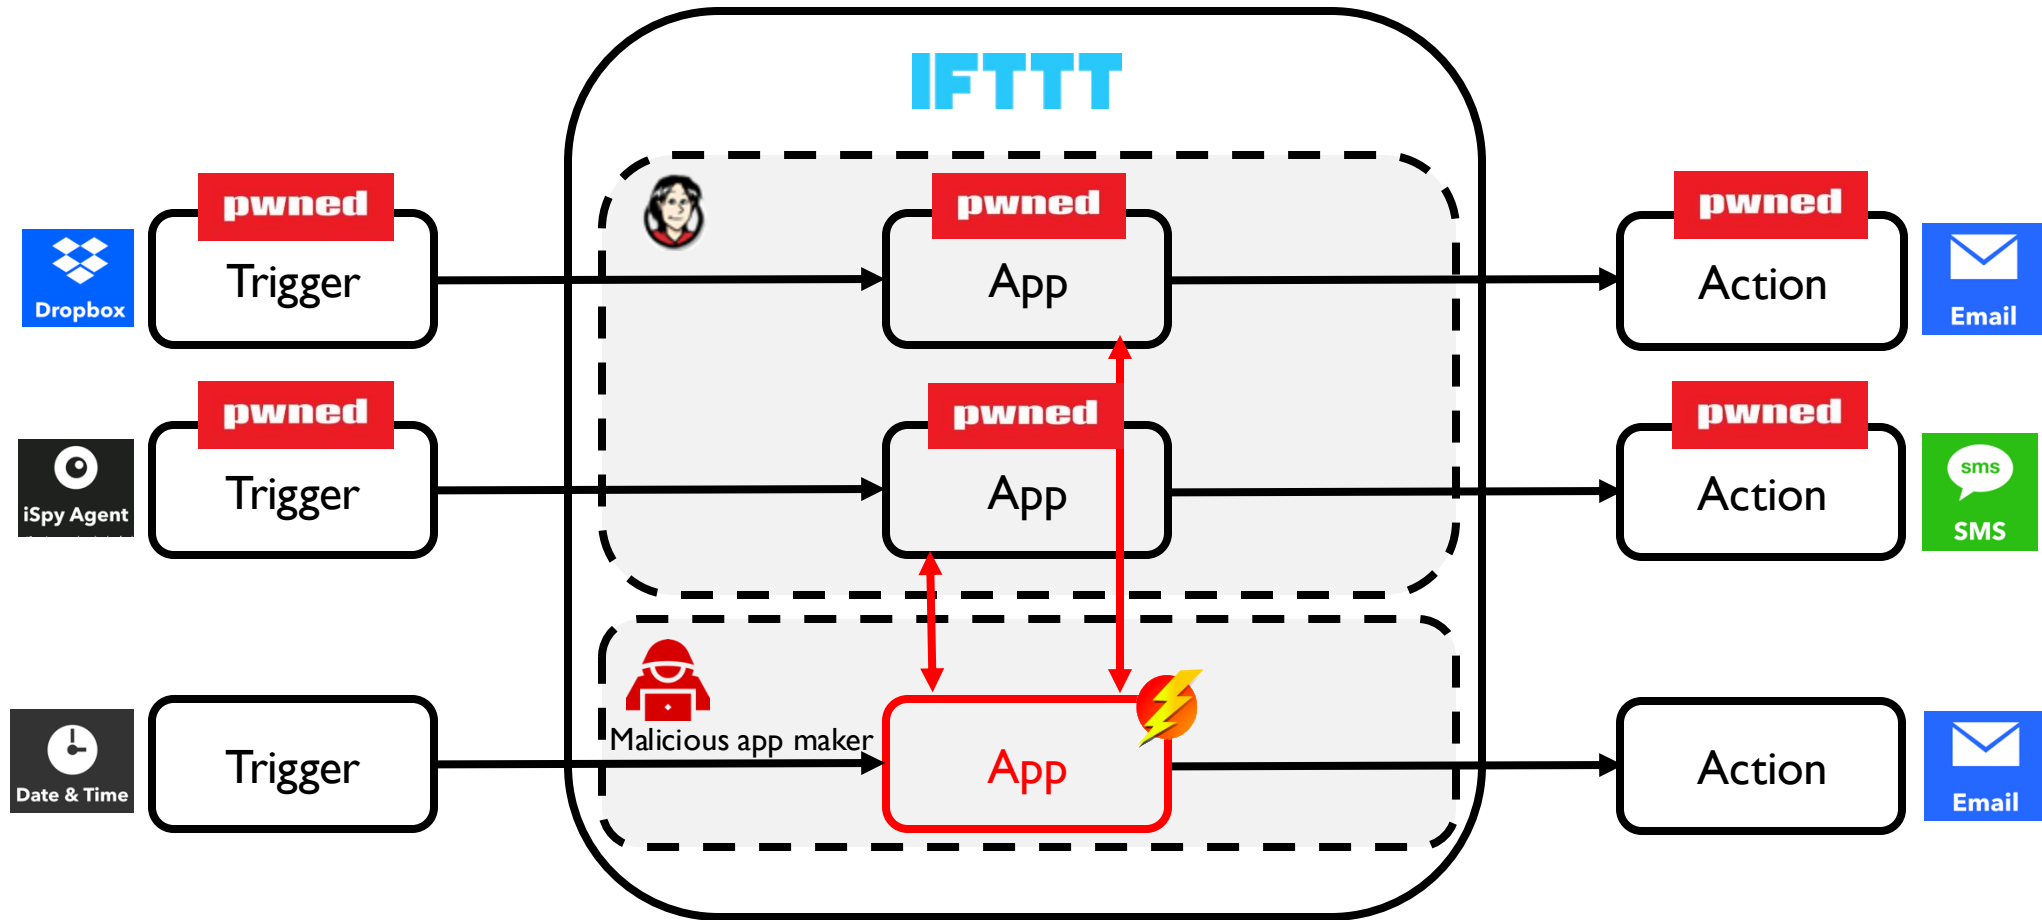 IFTTT
pwned
pwned
pwned
Dropbox
Trigger
App
Action
Email
pwned
pwned
pwned
iSpy Agent
Trigger
App
Action
sms
SMS
Malicious app maker
Date & Time
Trigger
App
Action
Email